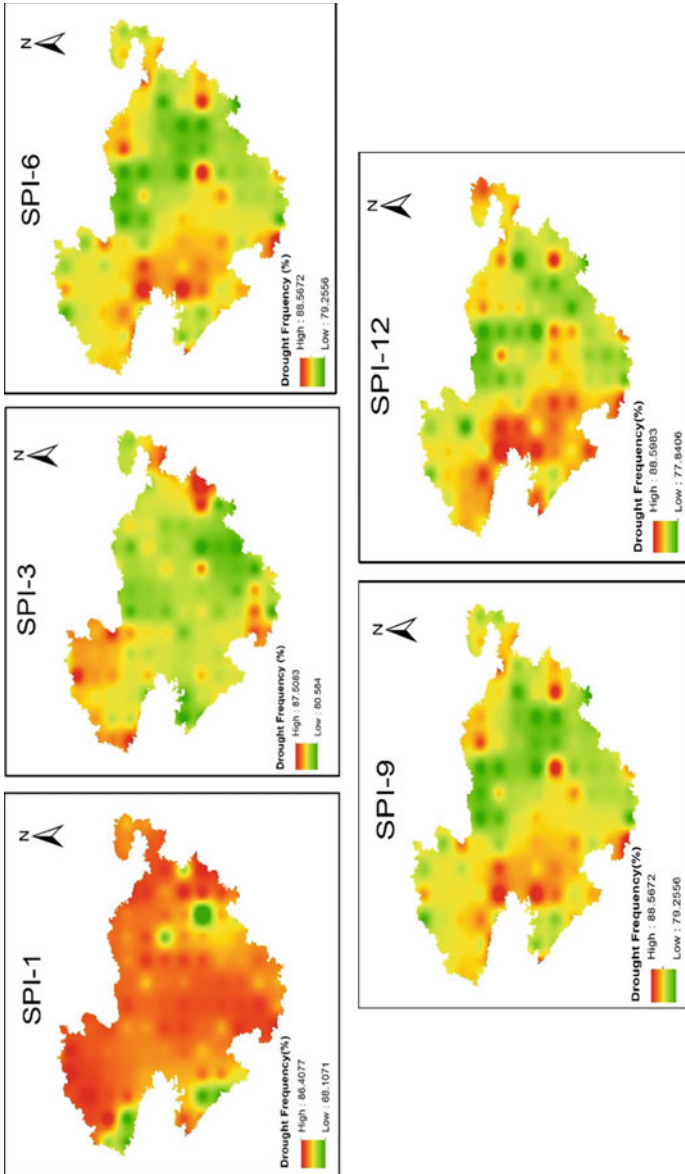 SPI-1
N
Drought Frequency(%)
High : 86.4077
Low : 68.1071
SPI-3
N
Drought Frequency (%)
High : 87.5083
Low : 80.584
SPI-6
N
Drought Frquency (%)
High : 88.5672
Low : 79.2556
SPI-9
N
Drought Frequency (%)
High : 88.5672
Low : 79.2556
SPI-12
N
Drought Frequency (%)
High : 88.5983
Low : 77.8406